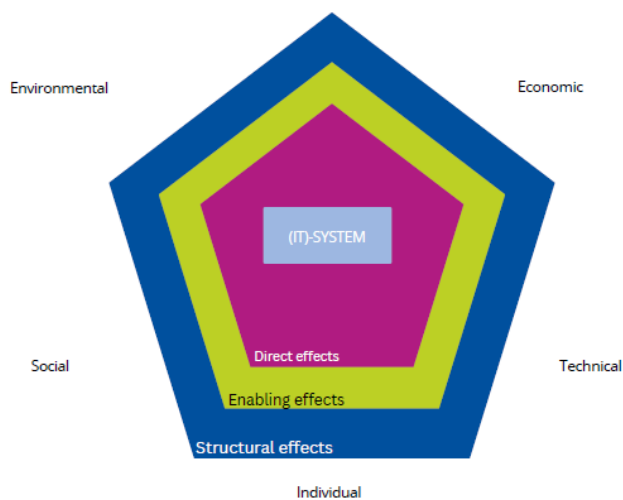 Environmental
Economic
(IT)-SYSTEM
Direct effects
Social
Technical
Enabling effects
Structural effects
Individual